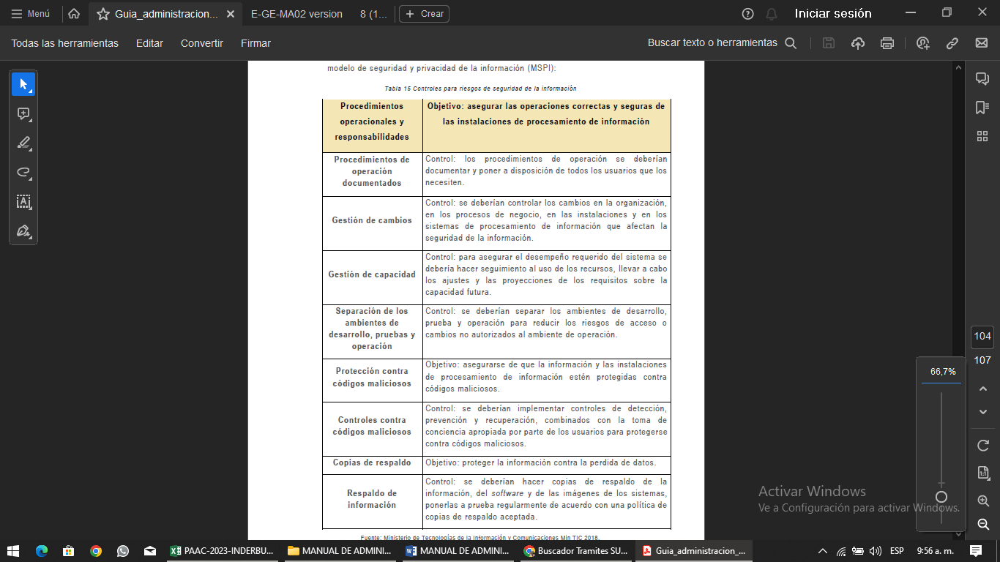 Menú
Guia_administracion...
E-GE-MA02 version 8 (1...
Crear
Iniciar sesión
Todas las herramientas
Editar
Convertir
Firmar
Buscar texto o herramientas
modelo de seguridad y privacidad de la información (MSPI):
Tabla 15 Controles para riesgos de seguridad de la información
Procedimientos
operacionales y
responsabilidades
Objetivo: asegurar las operaciones correctas y seguras de
las instalaciones de procesamiento de información
Procedimientos de
operación
documentados
Control: los procedimientos de operación se deberían
documentar y poner a disposición de todos los usuarios que los
necesiten.
Gestión de cambios
Control: se deberían controlar los cambios en la organización,
en los procesos de negocio, en las instalaciones y en los
sistemas de procesamiento de información que afectan la
seguridad de la información.
Gestión de capacidad
Control: para asegurar el desempeño requerido del sistema se
debería hacer seguimiento al uso de los recursos, llevar a cabo
los ajustes y las proyecciones de los requisitos sobre la
capacidad futura.
Separación de los
ambientes de
desarrollo, pruebas y
operación
Control: se deberían separar los ambientes de desarrollo,
prueba y operación para reducir los riesgos de acceso o
cambios no autorizados al ambiente de operación.
Protección contra
códigos maliciosos
Objetivo: asegurarse de que la información y las instalaciones
de procesamiento de información estén protegidas contra
códigos maliciosos.
Controles contra
códigos maliciosos
Control: se deberían implementar controles de detección,
prevención y recuperación, combinados con la toma de
conciencia apropiada por parte de los usuarios para protegerse
contra códigos maliciosos.
Copias de respaldo
Objetivo: proteger la información contra la perdida de datos.
Respaldo de
información
Control: se deberían hacer copias de respaldo de la
información, del software y de las imágenes de los sistemas,
ponerlas a prueba regularmente de acuerdo con una política de
copias de respaldo aceptada.
Fuente: Ministerio de Tecnologías de la Información y Comunicaciones Min TIC 2018.
104
107
66,7%
1:1
Activar Windows
Ve a Configuración para activar Windows.
PAAC-2023-INDERBU...
MANUAL DE ADMINI...
MANUAL DE ADMINI...
Buscador Tramites SU...
Guia_administracion_...
ESP
9:56 a. m.